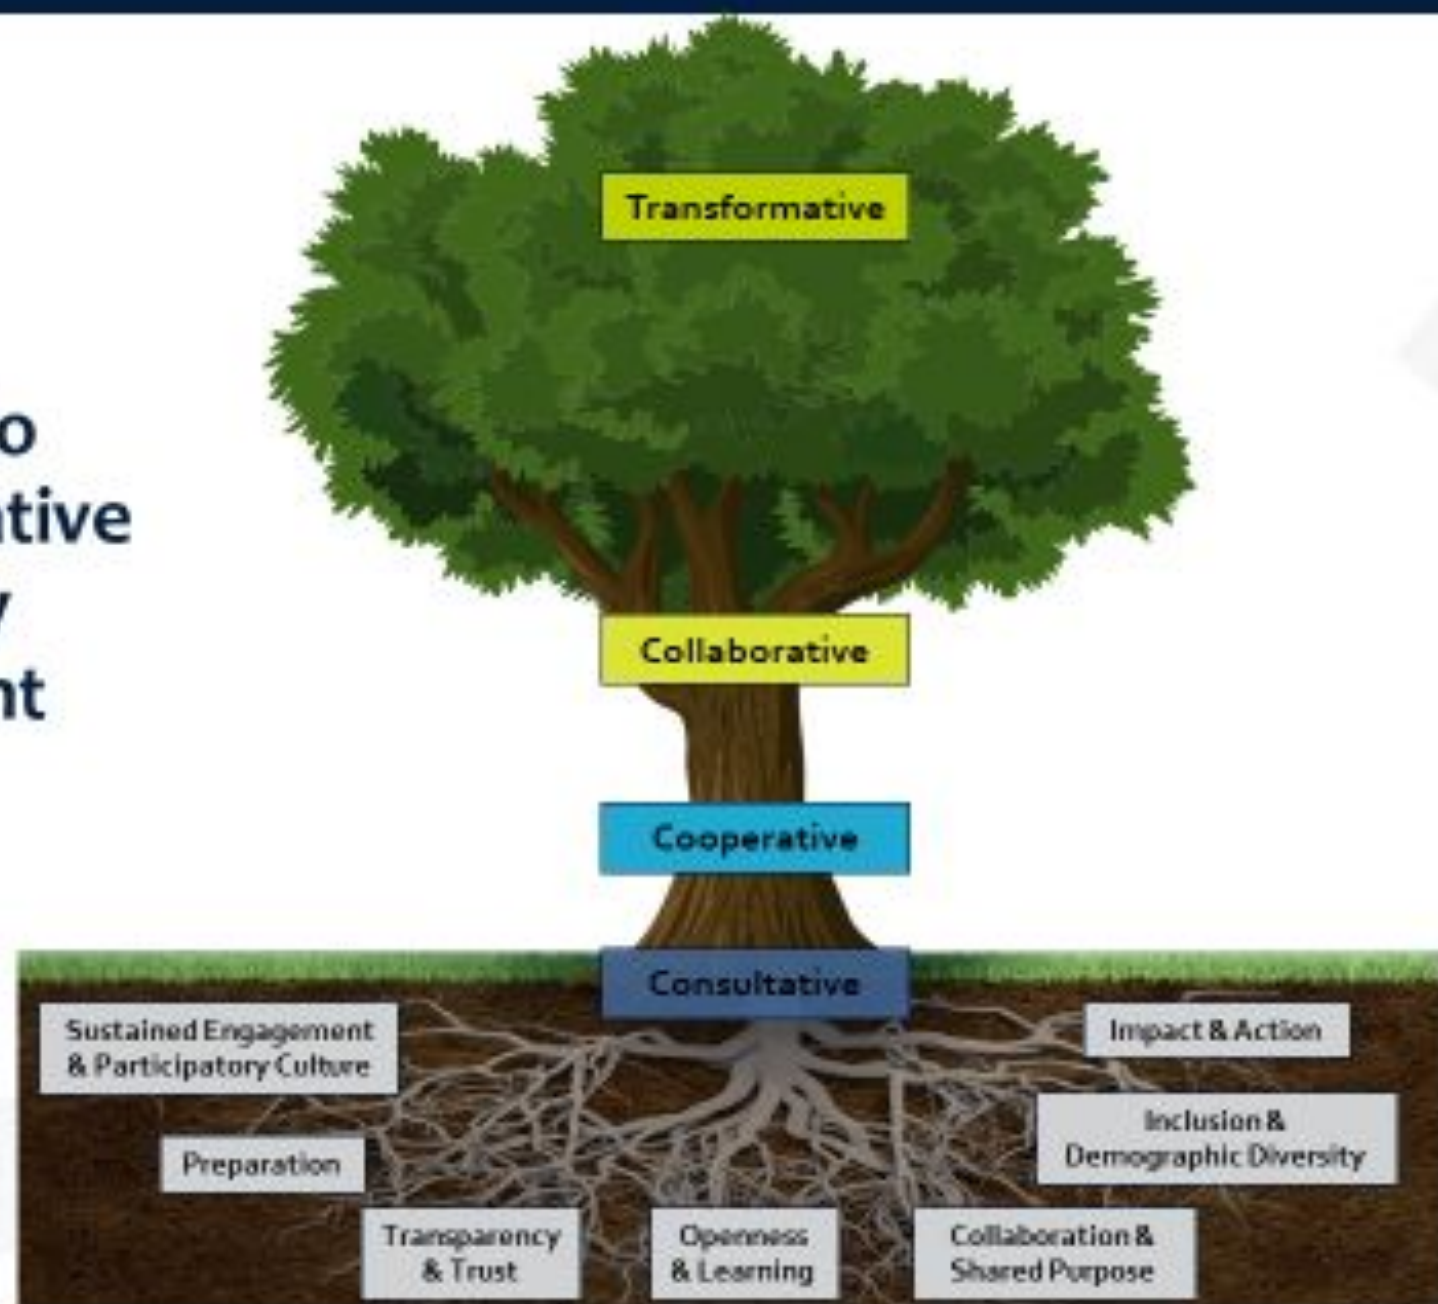 o
ative
y
nt
Transformative
Collaborative
Cooperative
Consultative
Sustained Engagement
& Participatory Culture
Preparation
Transparency
& Trust
Openness
& Learning
Collaboration &
Shared Purpose
Inclusion &
Demographic Diversity
Impact & Action